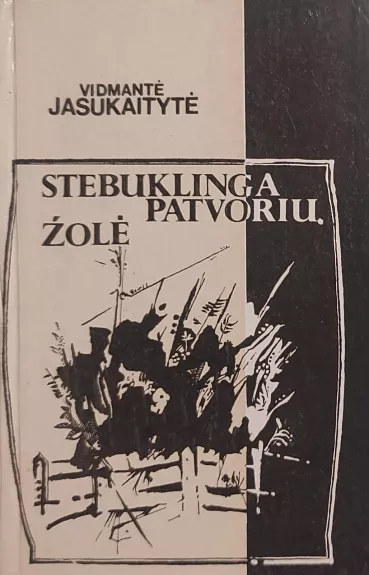 VIDMANTĖ
JASUKAITYTĖ
STEBUKLINGA
PATVORIŲ
ŽOLĖ